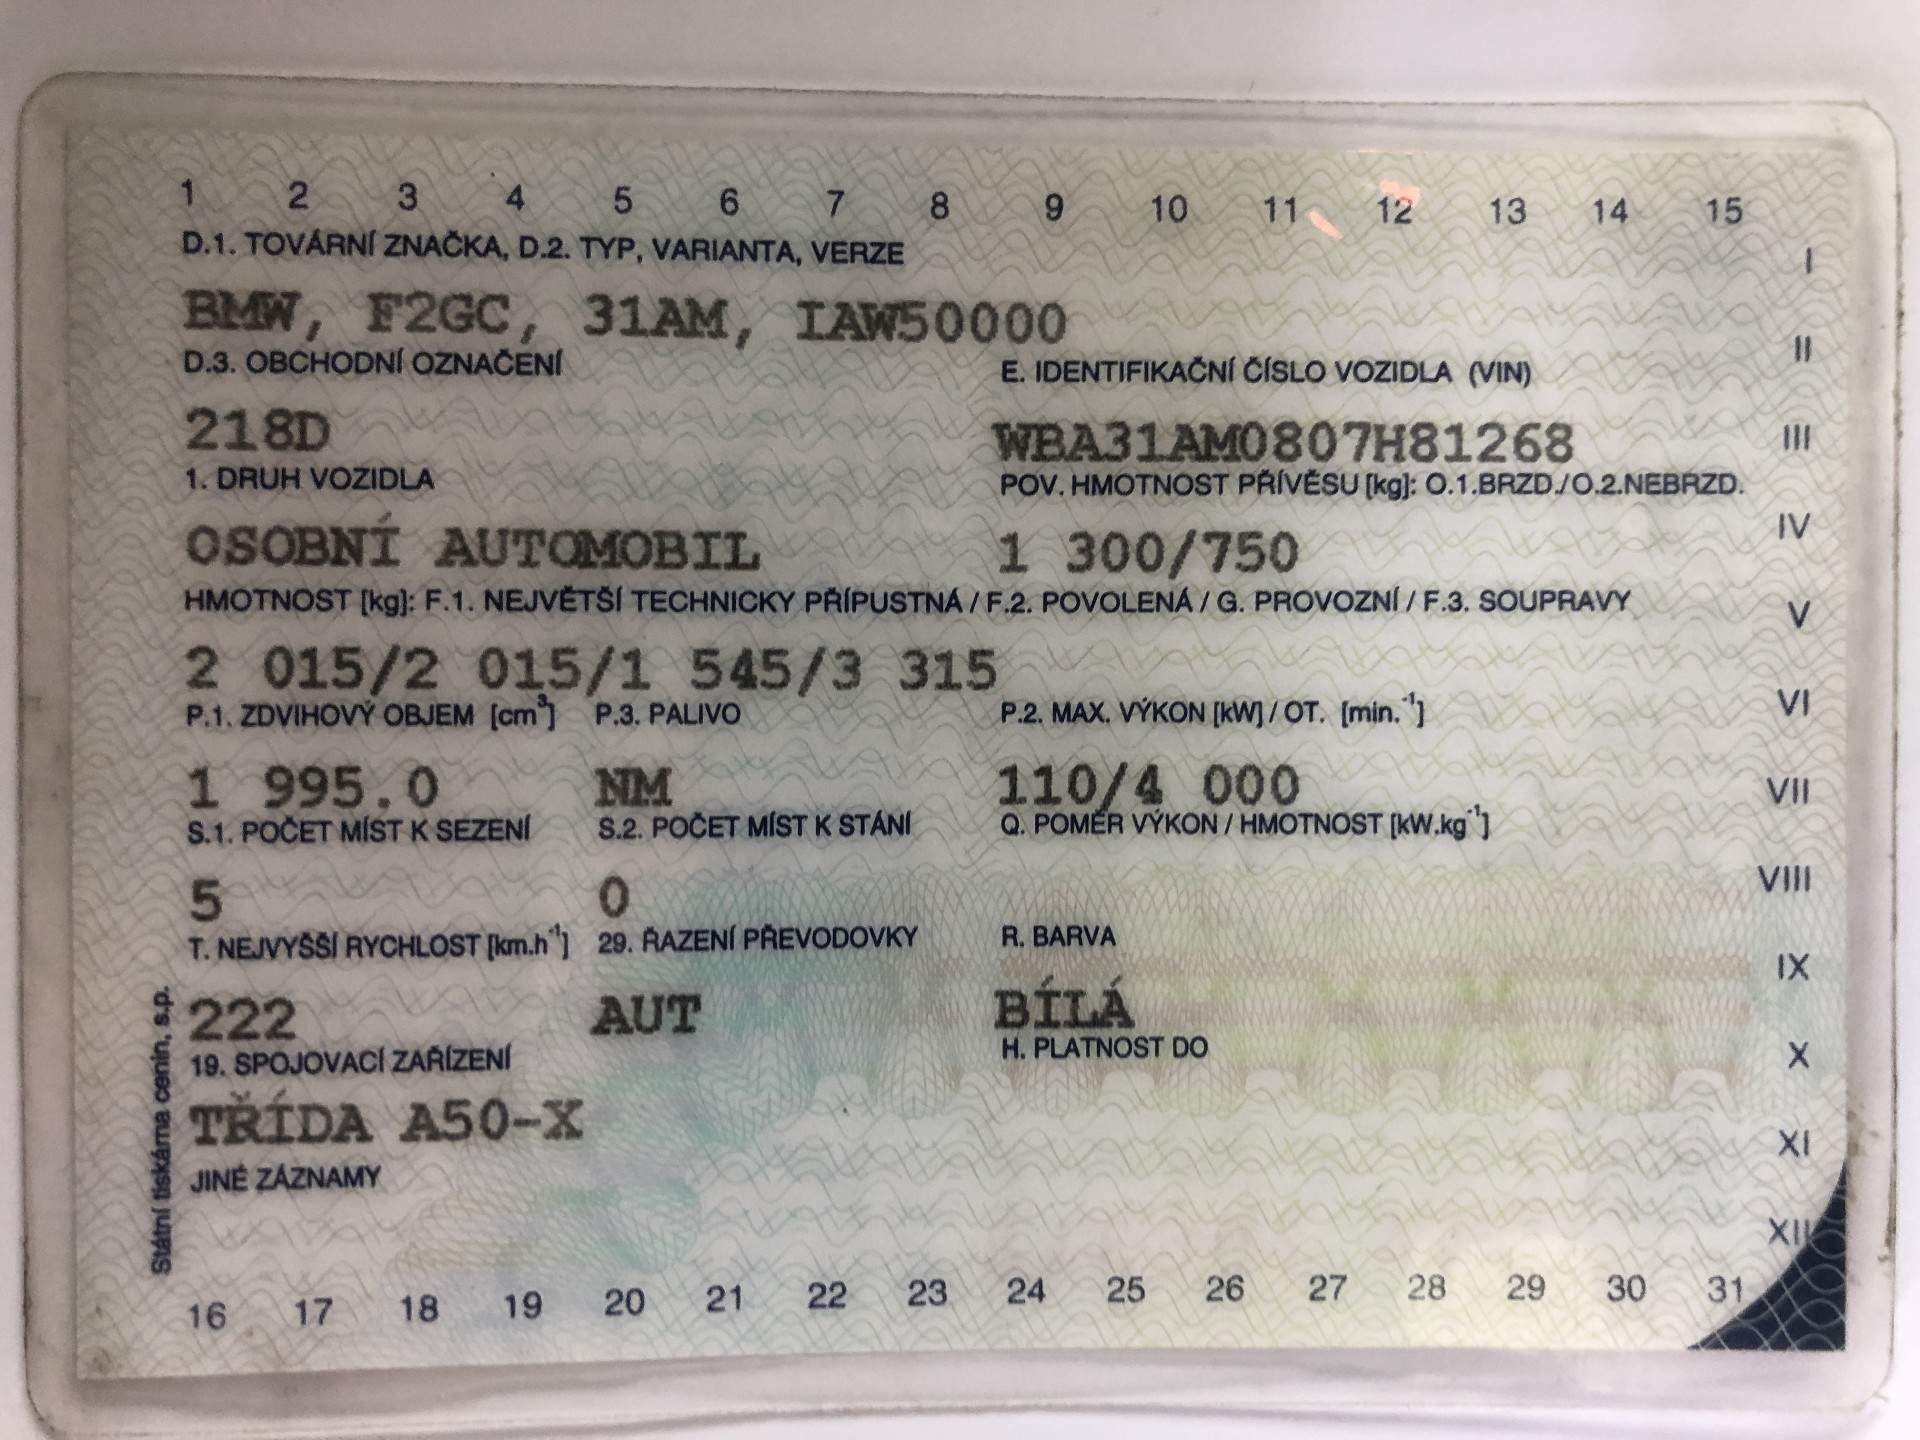 1 2 3 4 5 6 7 8 9 10 11 12 13 14 15
D.1. TOVÁRNÍ ZNAČKA, D.2. TYP, VARIANTA, VERZE
I
BMW, F2GC, 31AM, IAW50000
D.3. OBCHODNÍ OZNAČENÍ E. IDENTIFIKAČNÍ ČÍSLO VOZIDLA (VIN)
II
218D WBA31AM0807H81268
III
1. DRUH VOZIDLA POV. HMOTNOST PŘÍVĚSU [kg]: O.1.BRZD./O.2.NEBRZD.
OSOBNÍ AUTOMOBIL 1 300/750
IV
HMOTNOST [kg]: F.1. NEJVĚTŠÍ TECHNICKY PŘÍPUSTNÁ / F.2. POVOLENÁ / G. PROVOZNÍ / F.3. SOUPRAVY
V
2 015/2 015/1 545/3 315
P.1. ZDVIHOVÝ OBJEM [cm³] P.3. PALIVO P.2. MAX. VÝKON [kW] / OT. [min.⁻¹]
VI
1 995.0 NM 110/4 000
VII
S.1. POČET MÍST K SEZENÍ S.2. POČET MÍST K STÁNÍ Q. POMĚR VÝKON / HMOTNOST [kW.kg⁻¹]
5 0
VIII
T. NEJVYŠŠÍ RYCHLOST [km.h⁻¹] 29. ŘAZENÍ PŘEVODOVKY R. BARVA
IX
222 AUT BÍLÁ
19. SPOJOVACÍ ZAŘÍZENÍ H. PLATNOST DO
X
TŘÍDA A50-X
XI
JINÉ ZÁZNAMY
XII
16 17 18 19 20 21 22 23 24 25 26 27 28 29 30 31
Státní tiskárna cenin, s.p.